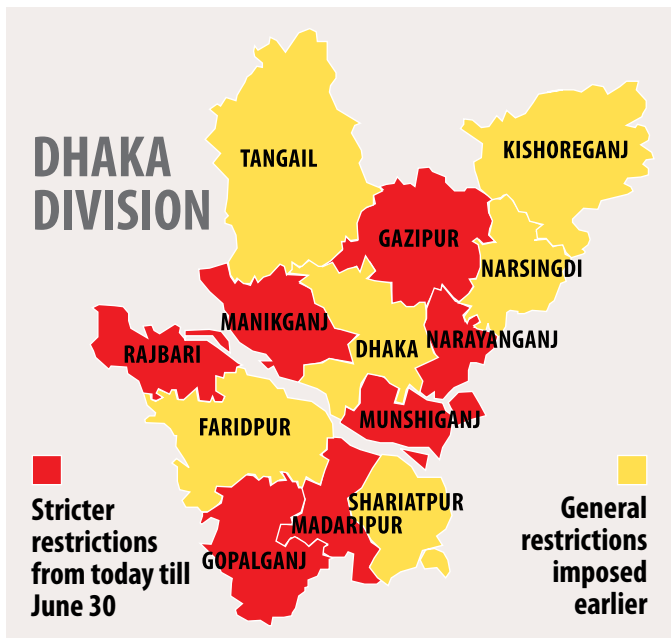 DHAKA
DIVISION
TANGAIL
KISHOREGANJ
GAZIPUR
NARSINGDI
MANIKGANJ
NARAYANGANJ
DHAKA
RAJBARI
MUNSHIGANJ
FARIDPUR
SHARIATPUR
MADARIPUR
GOPALGANJ
Stricter
restrictions
from today till
June 30
General
restrictions
imposed
earlier